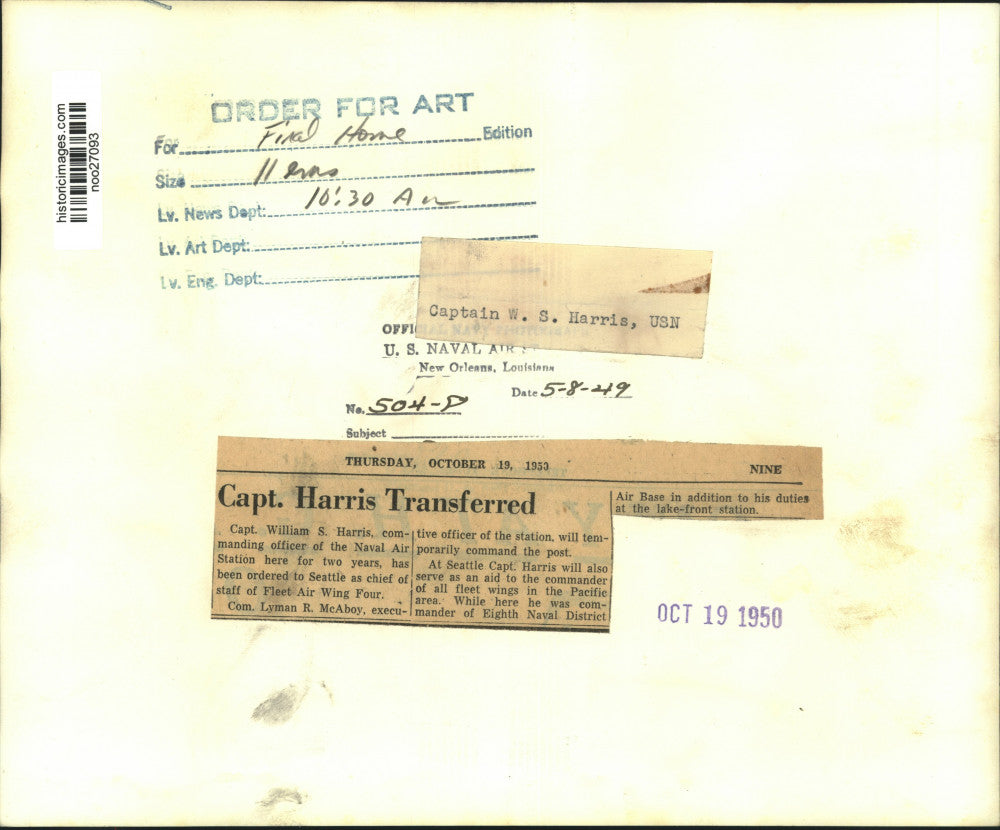 historicimages.com
noo27093
ORDER FOR ART
For Final Home Edition
Size 11 ems
Lv. News Dept: 10:30 Am
Lv. Art Dept:
Lv. Eng. Dept:
Captain W. S. Harris, USN
OFFI
U. S. NAVAL AIR
New Orleans, Louisiana
Date 5-8-49
No. 504-P
Subject
THURSDAY, OCTOBER 19, 1950 NINE
Capt. Harris Transferred
Capt. William S. Harris, com-
manding officer of the Naval Air
Station here for two years, has
been ordered to Seattle as chief of
staff of Fleet Air Wing Four.
Com. Lyman R. McAboy, execu-
tive officer of the station, will tem-
porarily command the post.
At Seattle Capt. Harris will also
serve as an aid to the commander
of all fleet wings in the Pacific
area. While here he was com-
mander of Eighth Naval District
Air Base in addition to his duties
at the lake-front station.
OCT 19 1950